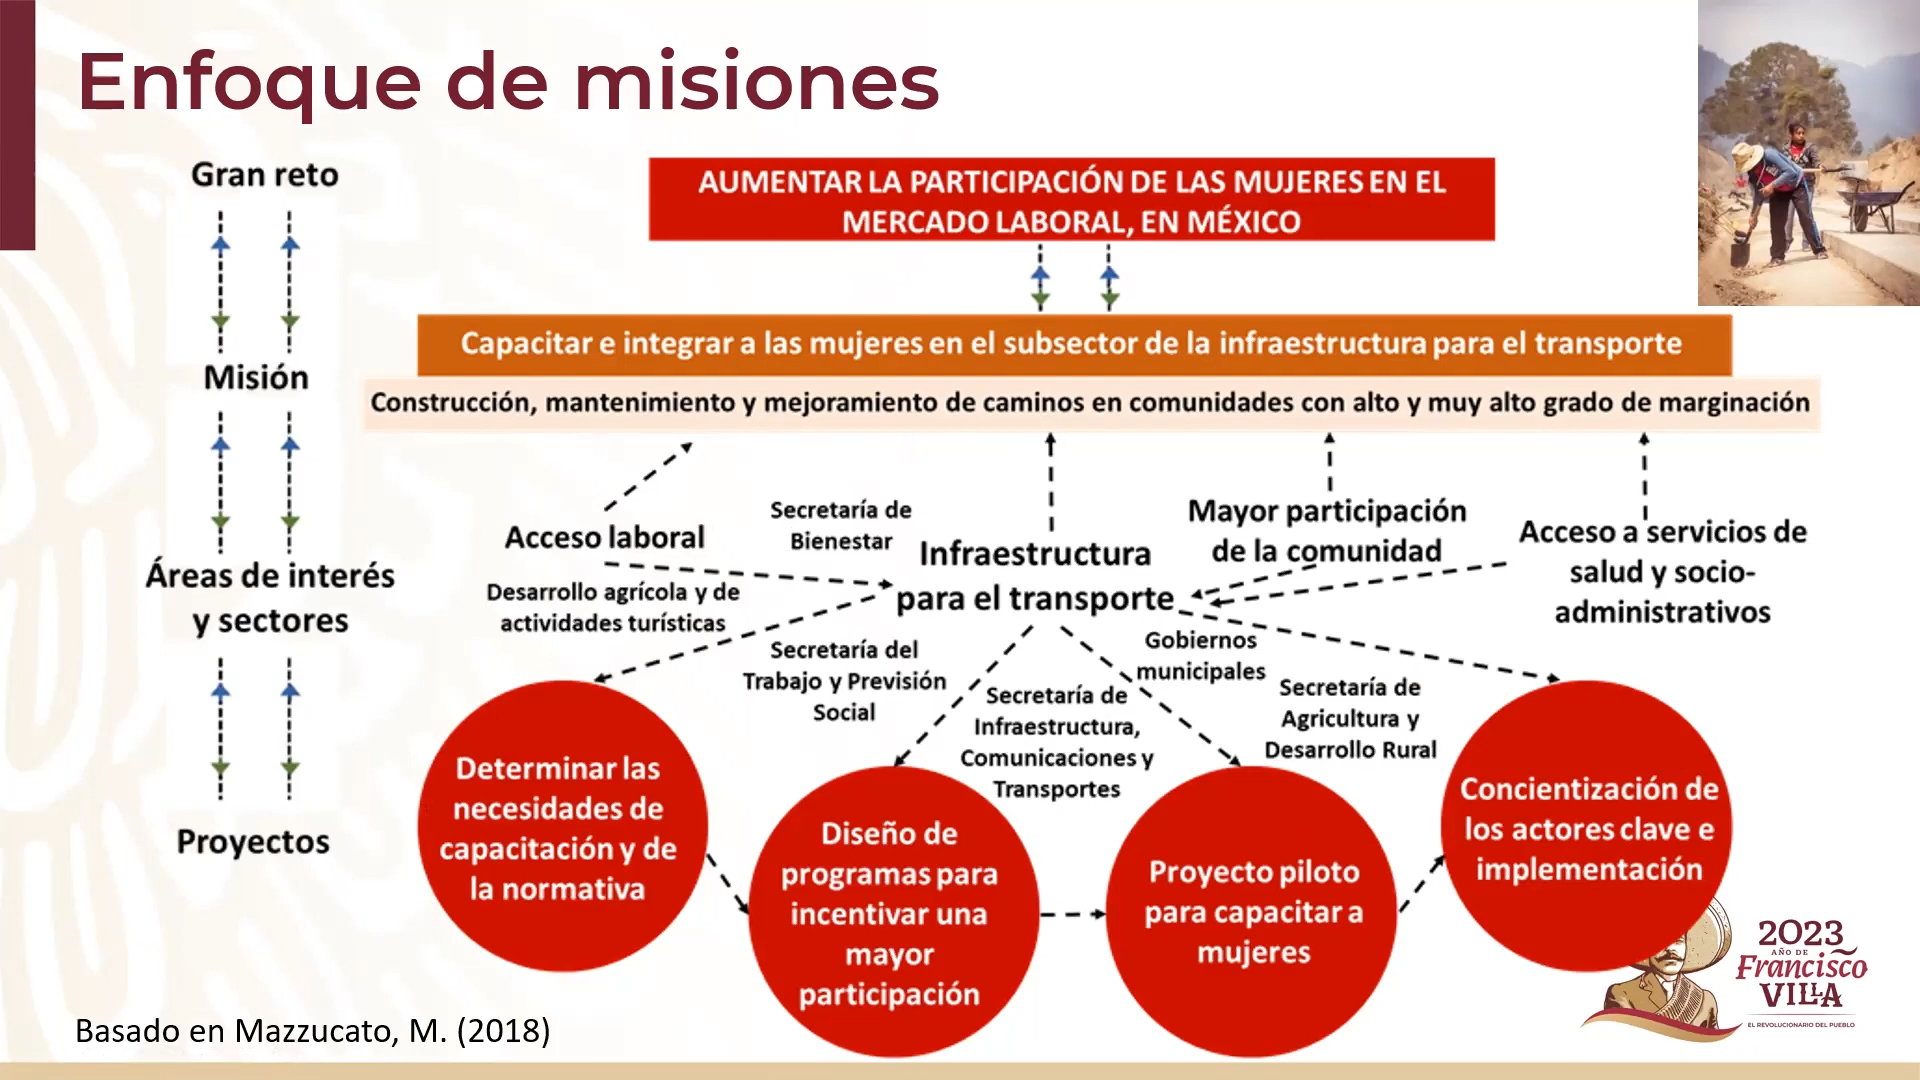 Enfoque de misiones
Gran reto
Misión
Áreas de interés
y sectores
Proyectos
AUMENTAR LA PARTICIPACIÓN DE LAS MUJERES EN EL
MERCADO LABORAL, EN MÉXICO
Capacitar e integrar a las mujeres en el subsector de la infraestructura para el transporte
Construcción, mantenimiento y mejoramiento de caminos en comunidades con alto y muy alto grado de marginación
Acceso laboral
Desarrollo agrícola y de
actividades turísticas
Secretaría de
Bienestar
Infraestructura
para el transporte
Mayor participación
de la comunidad
Acceso a servicios de
salud y socio-
administrativos
Secretaría del
Trabajo y Previsión
Social
Secretaría de
Infraestructura,
Comunicaciones y
Transportes
Gobiernos
municipales
Secretaría de
Agricultura y
Desarrollo Rural
Determinar las
necesidades de
capacitación y de
la normativa
Diseño de
programas para
incentivar una
mayor
participación
Proyecto piloto
para capacitar a
mujeres
Concientización de
los actores clave e
implementación
2023
AÑO DE
Francisco
VILLA
EL REVOLUCIONARIO DEL PUEBLO
Basado en Mazzucato, M. (2018)